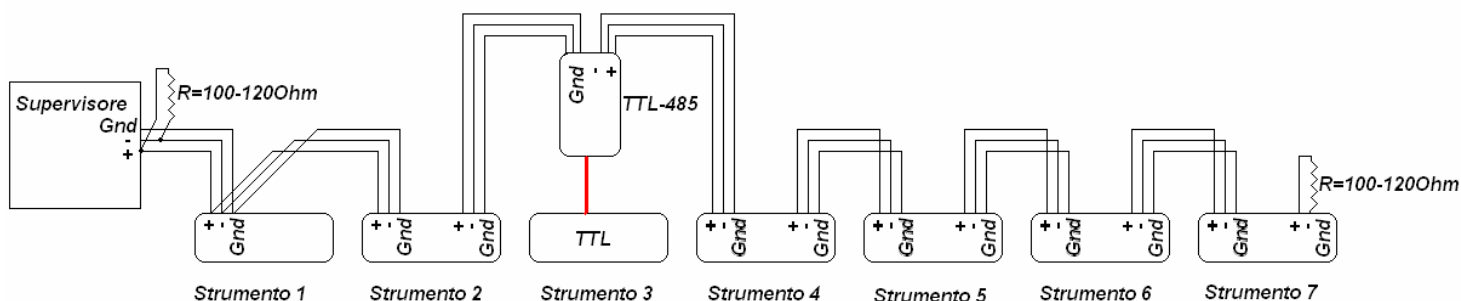 Supervisore
Gnd
-
+
R=100-120Ohm
Gnd
- +
TTL-485
R=100-120Ohm
+ - Gnd
+ - Gnd
+ - Gnd
TTL
+ - Gnd
+ - Gnd
+ - Gnd
+ - Gnd
+ - Gnd
+ - Gnd
+ - Gnd
+ - Gnd
Strumento 1
Strumento 2
Strumento 3
Strumento 4
Strumento 5
Strumento 6
Strumento 7